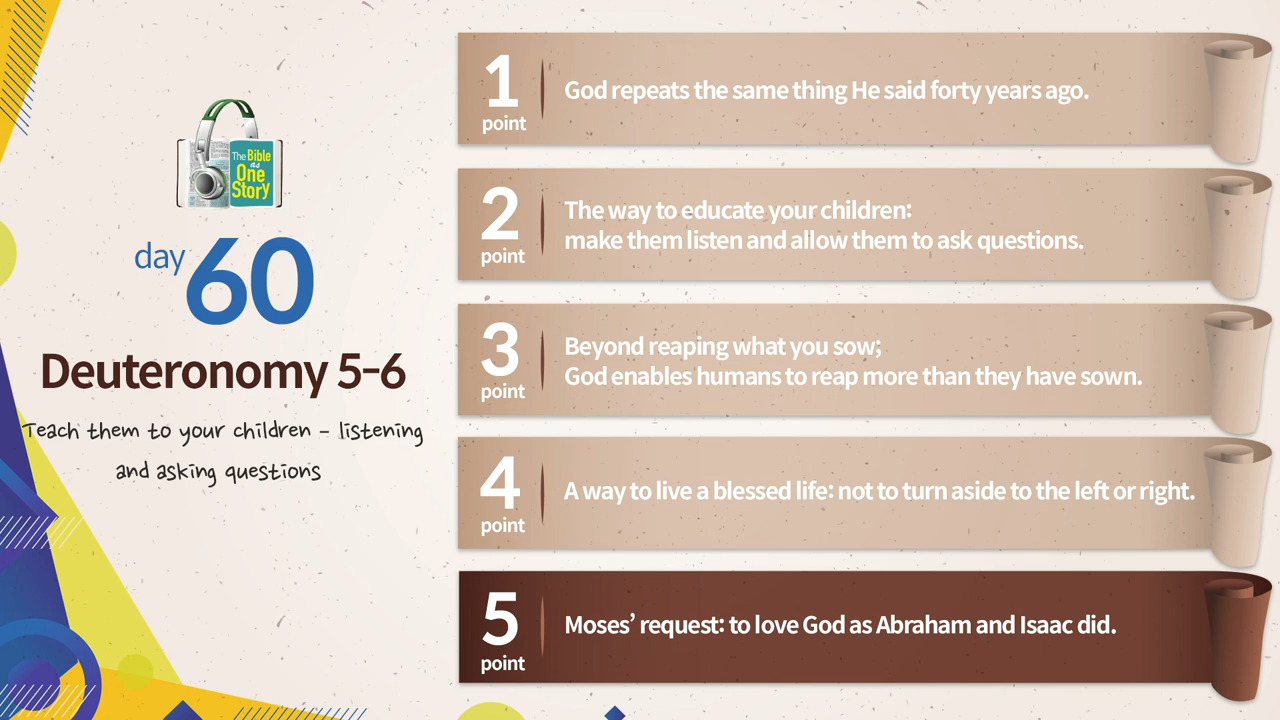 The Bible
as
One
Story
day 60
Deuteronomy 5-6
Teach them to your children - listening
and asking questions
1
point
God repeats the same thing He said forty years ago.
2
point
The way to educate your children:
make them listen and allow them to ask questions.
3
point
Beyond reaping what you sow;
God enables humans to reap more than they have sown.
4
point
A way to live a blessed life: not to turn aside to the left or right.
5
point
Moses’ request: to love God as Abraham and Isaac did.